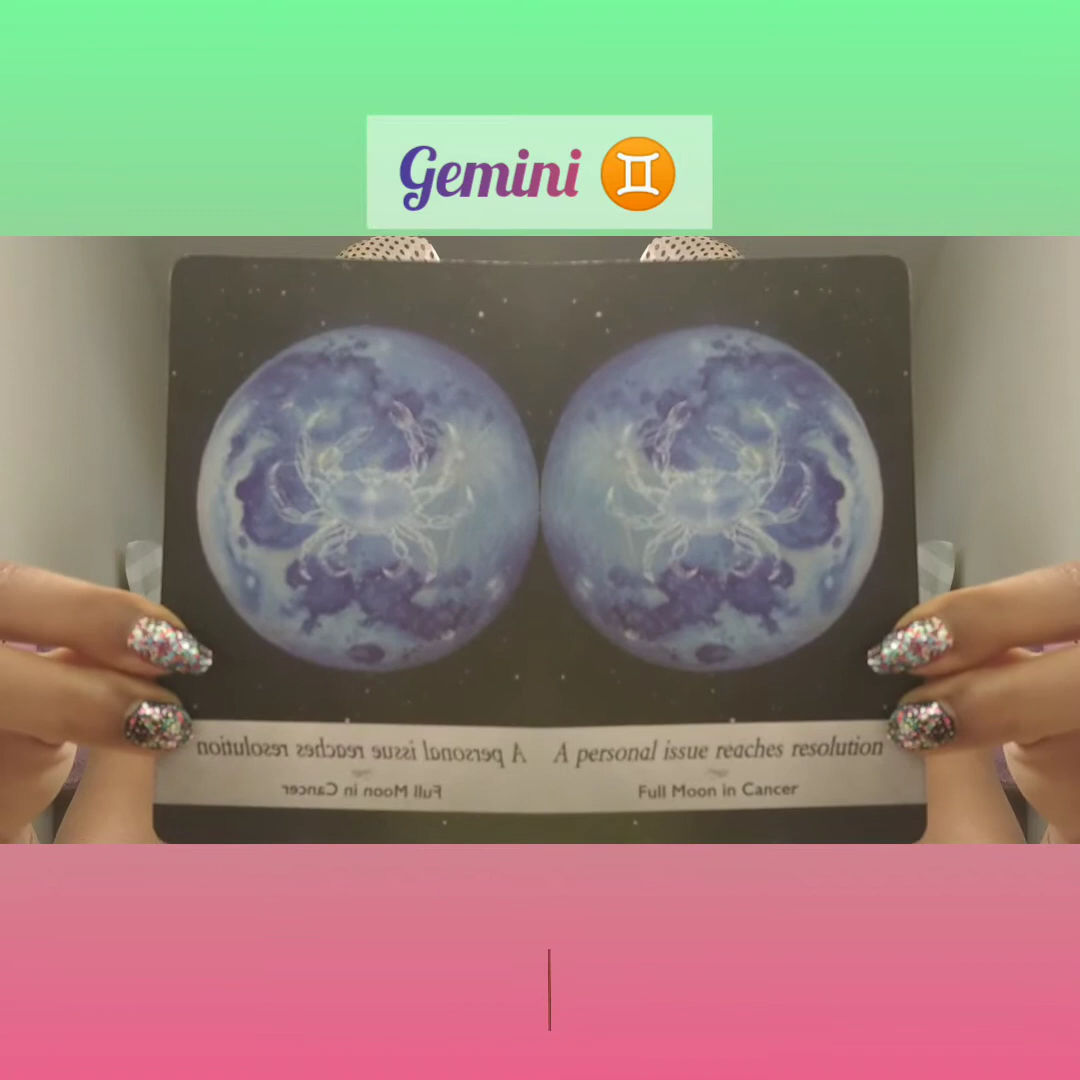 Gemini ♊
A personal issue reaches resolution
A personal issue reaches resolution
Full Moon in Cancer
Full Moon in Cancer